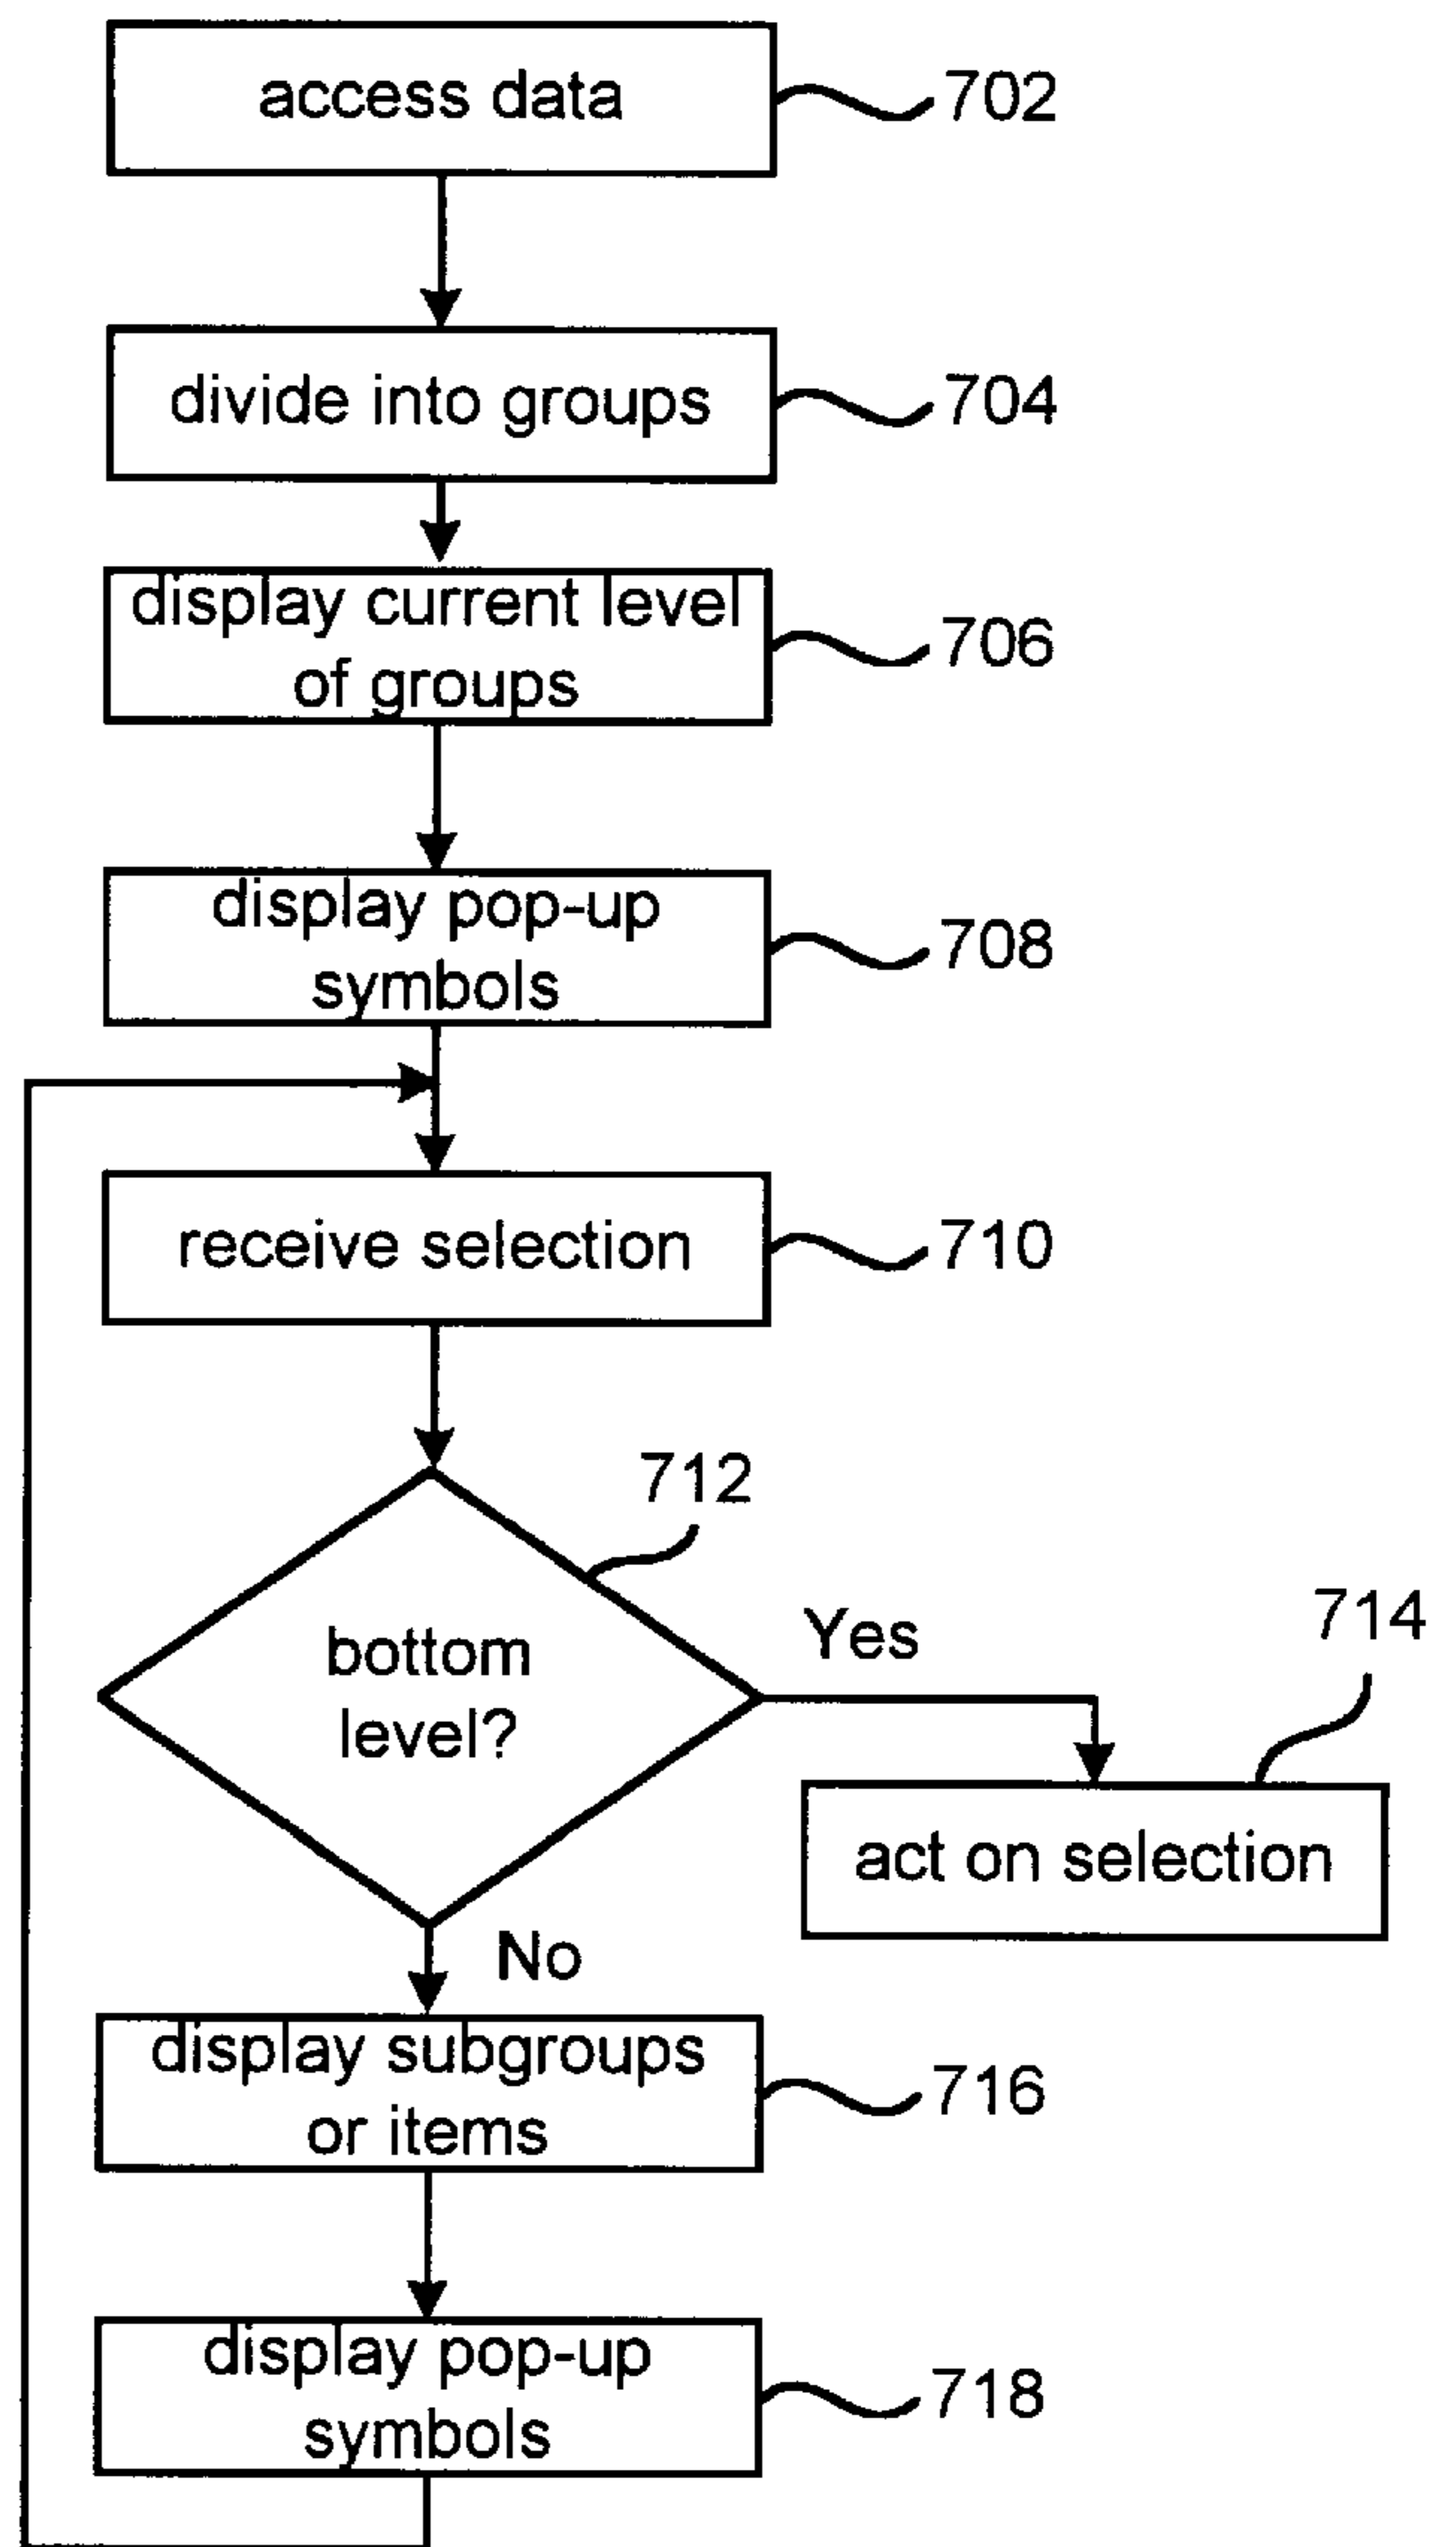 access data
702
divide into groups
704
display current level
of groups
706
display pop-up
symbols
708
receive selection
710
712
bottom
level?
Yes
714
act on selection
No
display subgroups
or items
716
display pop-up
symbols
718